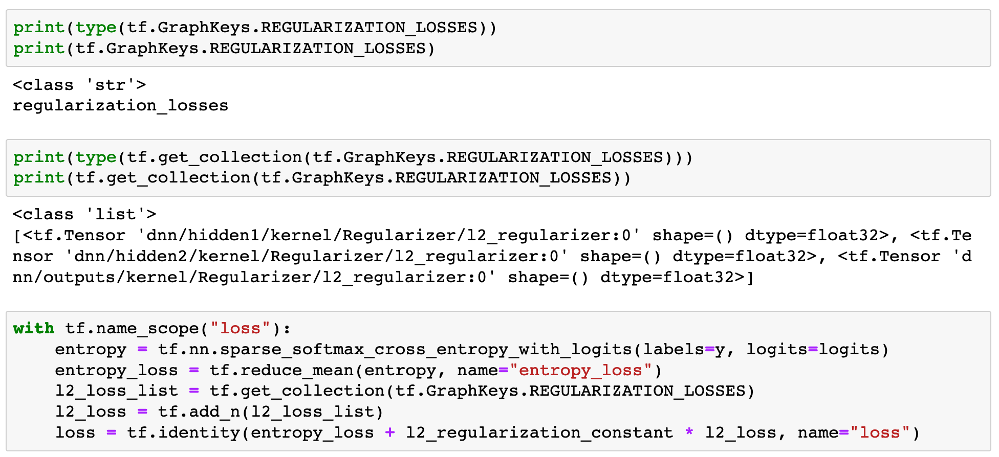 print(type(tf.GraphKeys.REGULARIZATION_LOSSES))
print(tf.GraphKeys.REGULARIZATION_LOSSES)
<class 'str'>
regularization_losses
print(type(tf.get_collection(tf.GraphKeys.REGULARIZATION_LOSSES)))
print(tf.get_collection(tf.GraphKeys.REGULARIZATION_LOSSES))
<class 'list'>
[<tf.Tensor 'dnn/hidden1/kernel/Regularizer/l2_regularizer:0' shape=() dtype=float32>, <tf.Te
nsor 'dnn/hidden2/kernel/Regularizer/l2_regularizer:0' shape=() dtype=float32>, <tf.Tensor 'd
nn/outputs/kernel/Regularizer/l2_regularizer:0' shape=() dtype=float32>]
with tf.name_scope("loss"):
    entropy = tf.nn.sparse_softmax_cross_entropy_with_logits(labels=y, logits=logits)
    entropy_loss = tf.reduce_mean(entropy, name="entropy_loss")
    l2_loss_list = tf.get_collection(tf.GraphKeys.REGULARIZATION_LOSSES)
    l2_loss = tf.add_n(l2_loss_list)
    loss = tf.identity(entropy_loss + l2_regularization_constant * l2_loss, name="loss")